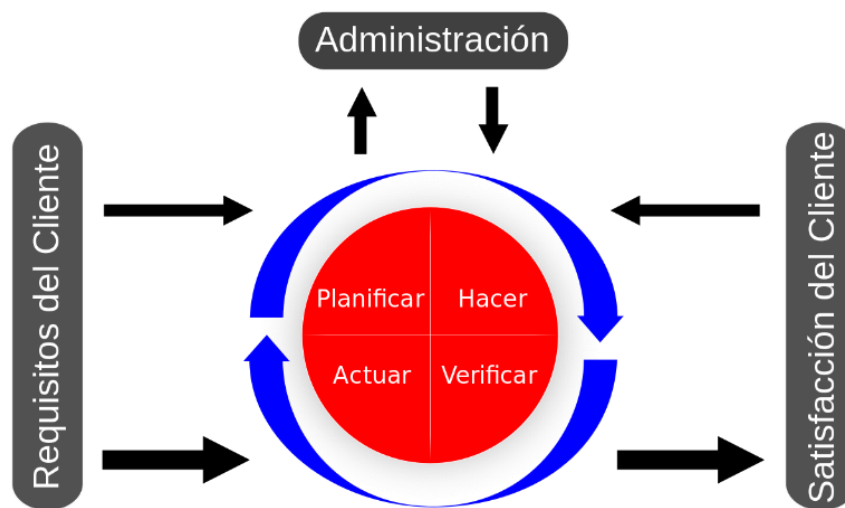 Administración
Requisitos del Cliente
Planificar
Hacer
Actuar
Verificar
Satisfacción del Cliente